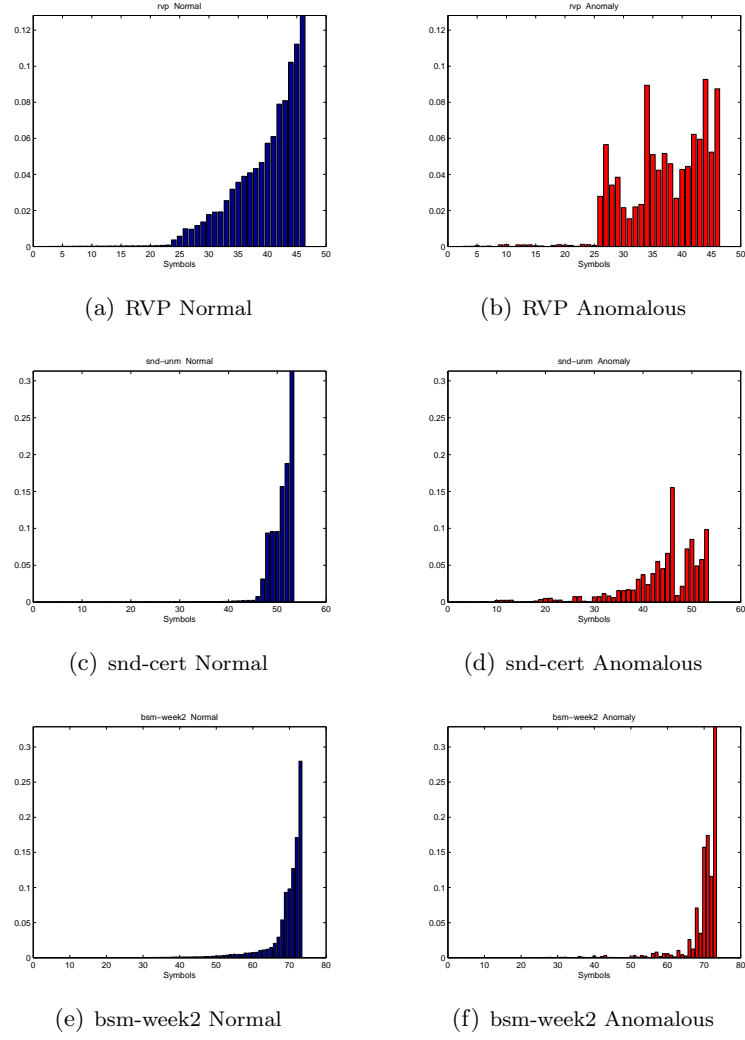 rvp Normal
0.12
0.1
0.08
0.06
0.04
0.02
0
0 5 10 15 20 25 30 35 40 45 50
Symbols
(a) RVP Normal
rvp Anomaly
0.12
0.1
0.08
0.06
0.04
0.02
0
0 5 10 15 20 25 30 35 40 45 50
Symbols
(b) RVP Anomalous
snd-unm Normal
0.3
0.25
0.2
0.15
0.1
0.05
0
0 10 20 30 40 50 60
Symbols
(c) snd-cert Normal
snd-unm Anomaly
0.3
0.25
0.2
0.15
0.1
0.05
0
0 10 20 30 40 50 60
Symbols
(d) snd-cert Anomalous
bsm-week2 Normal
0.3
0.25
0.2
0.15
0.1
0.05
0
0 10 20 30 40 50 60 70 80
Symbols
(e) bsm-week2 Normal
bsm-week2 Anomaly
0.3
0.25
0.2
0.15
0.1
0.05
0
0 10 20 30 40 50 60 70 80
Symbols
(f) bsm-week2 Anomalous